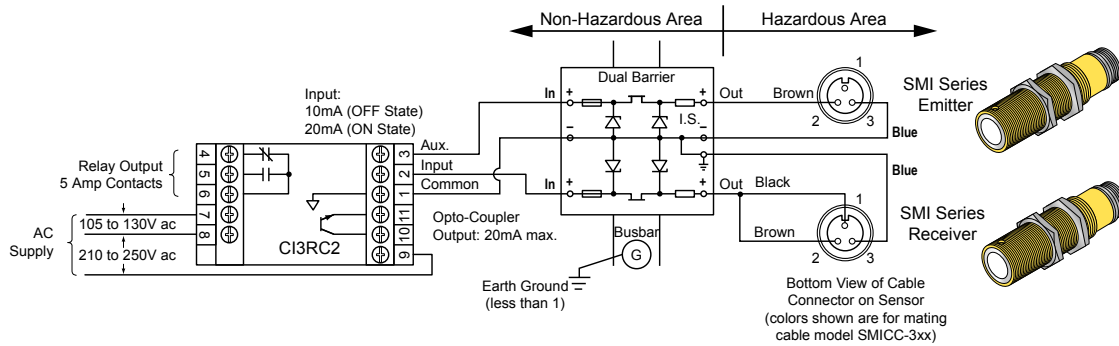 Non-Hazardous Area
Hazardous Area
Dual Barrier
Input:
10mA (OFF State)
20mA (ON State)
In
+
+
Out
Brown
1
2
3
SMI Series
Emitter
I.S.
–
–
Blue
Aux.
Input
Common
3
2
1
11
10
9
4
5
6
7
8
Relay Output
5 Amp Contacts
AC
Supply
105 to 130V ac
210 to 250V ac
CI3RC2
Opto-Coupler
Output: 20mA max.
In
+
+
Out
Black
Blue
Brown
1
2
3
SMI Series
Receiver
Busbar
G
Earth Ground
(less than 1)
Bottom View of Cable
Connector on Sensor
(colors shown are for mating
cable model SMICC-3xx)